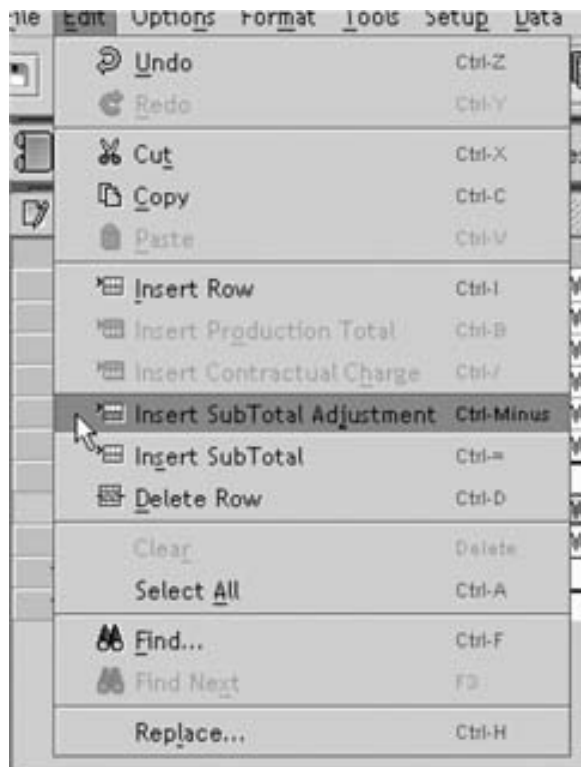 Edit Options Format Tools Setup Data
Undo Ctrl-Z
Redo Ctrl-Y
Cut Ctrl-X
Copy Ctrl-C
Paste Ctrl-V
Insert Row Ctrl-I
Insert Production Total Ctrl-B
Insert Contractual Charge Ctrl-/
Insert SubTotal Adjustment Ctrl-Minus
Insert SubTotal Ctrl-=
Delete Row Ctrl-D
Clear Delete
Select All Ctrl-A
Find... Ctrl-F
Find Next F3
Replace... Ctrl-H